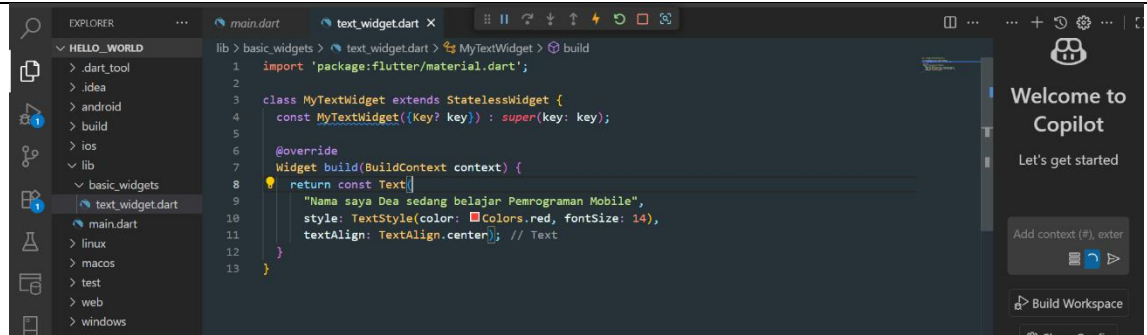 EXPLORER
HELLO_WORLD
.dart_tool
.idea
android
build
ios
lib
basic_widgets
text_widget.dart
main.dart
linux
macos
test
web
windows
main.dart
text_widget.dart
lib > basic_widgets > text_widget.dart > MyTextWidget > build
1 import 'package:flutter/material.dart';
2
3 class MyTextWidget extends StatelessWidget {
4 const MyTextWidget({Key? key}) : super(key: key);
5
6 @override
7 Widget build(BuildContext context) {
8 return const Text(
9 "Nama saya Dea sedang belajar Pemrograman Mobile",
10 style: TextStyle(color: Colors.red, fontSize: 14),
11 textAlign: TextAlign.center); // Text
12 }
13 }
Welcome to
Copilot
Let's get started
Add context (#), exter
Build Workspace